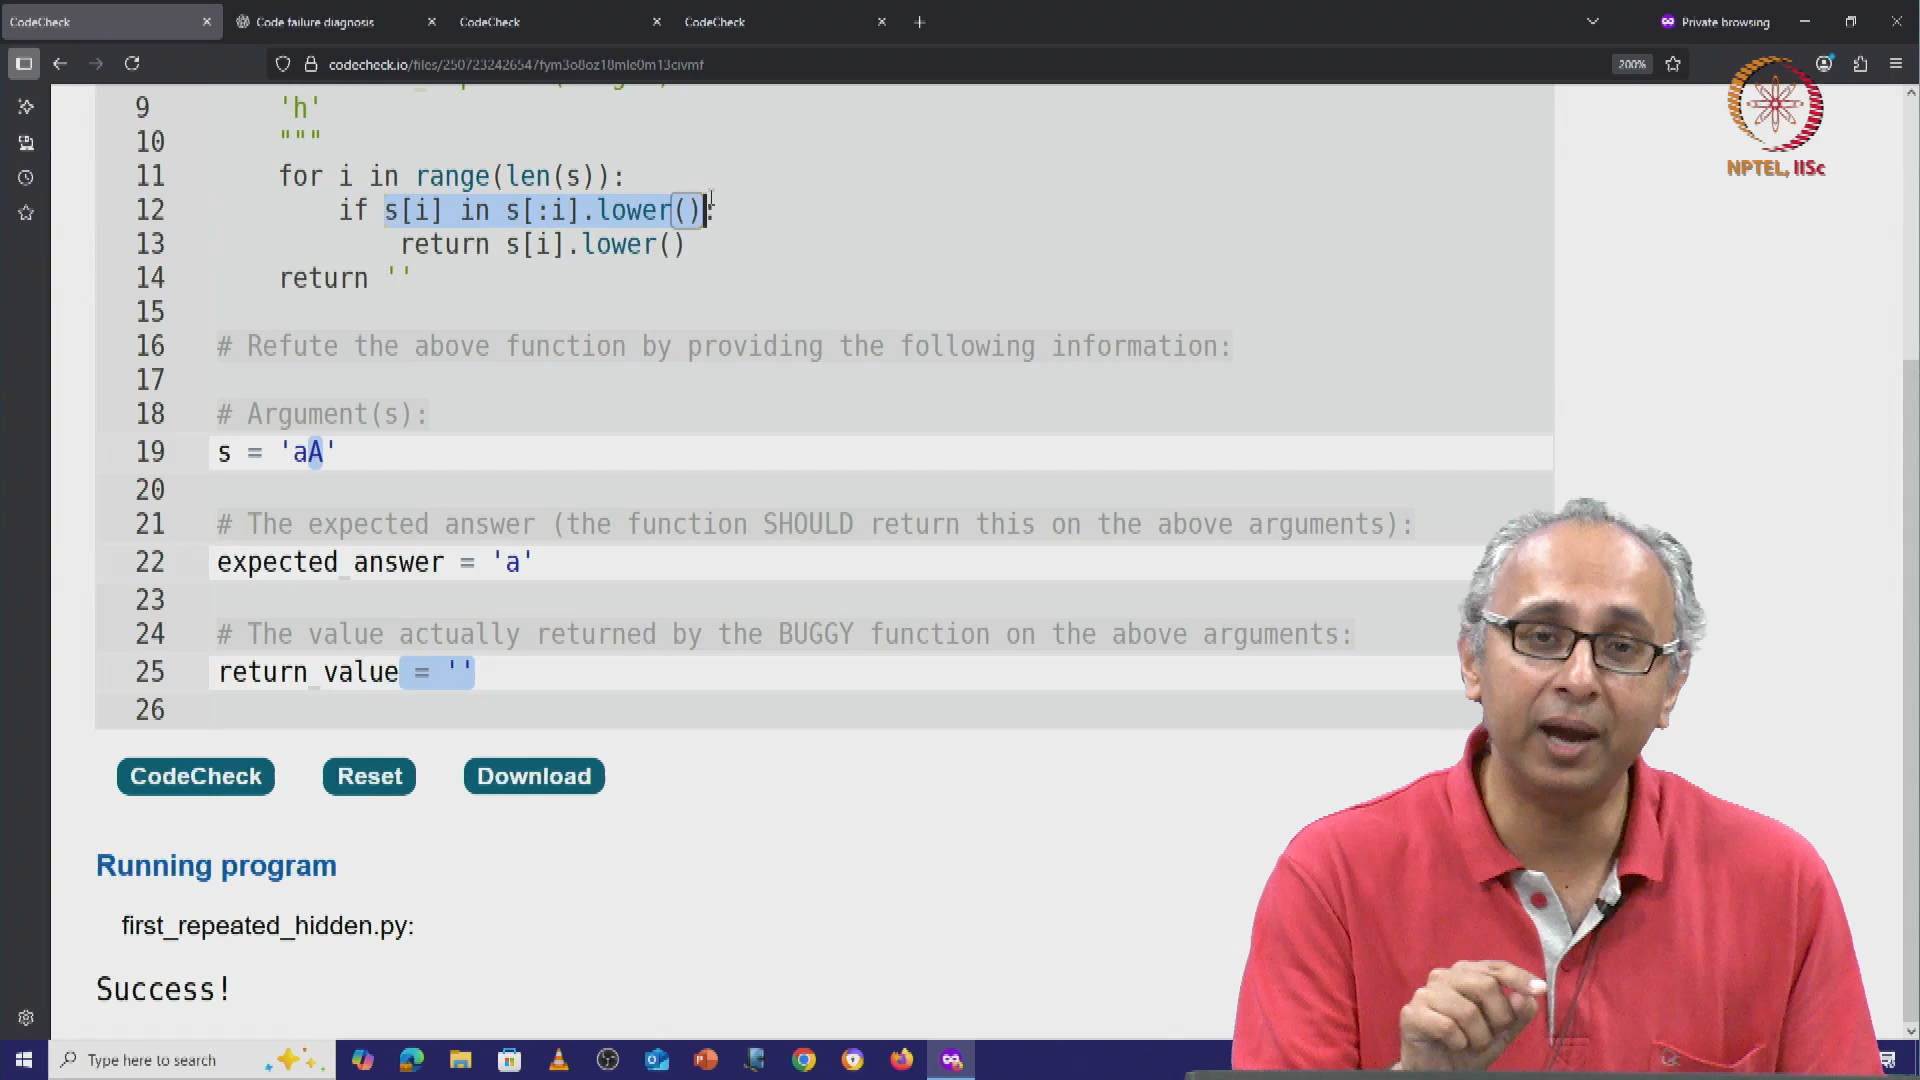 CodeCheck
Code failure diagnosis
CodeCheck
CodeCheck
Private browsing
codecheck.io/files/2507232426547fym3o8oz18mle0m13civmf
200%
NPTEL, IISc
9 'h'
10 """
11 for i in range(len(s)):
12 if s[i] in s[:i].lower():
13 return s[i].lower()
14 return ''
15
16 # Refute the above function by providing the following information:
17
18 # Argument(s):
19 s = 'aA'
20
21 # The expected answer (the function SHOULD return this on the above arguments):
22 expected_answer = 'a'
23
24 # The value actually returned by the BUGGY function on the above arguments:
25 return_value = ''
26
CodeCheck Reset Download
Running program
first_repeated_hidden.py:
Success!
Type here to search